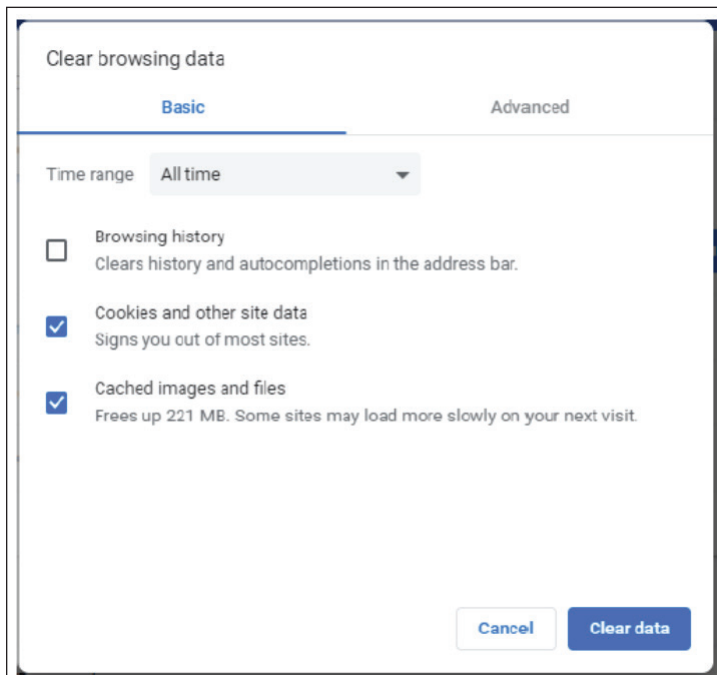 Clear browsing data
Basic
Advanced
Time range
All time
Browsing history
Clears history and autocompletions in the address bar.
Cookies and other site data
Signs you out of most sites.
Cached images and files
Frees up 221 MB. Some sites may load more slowly on your next visit.
Cancel
Clear data